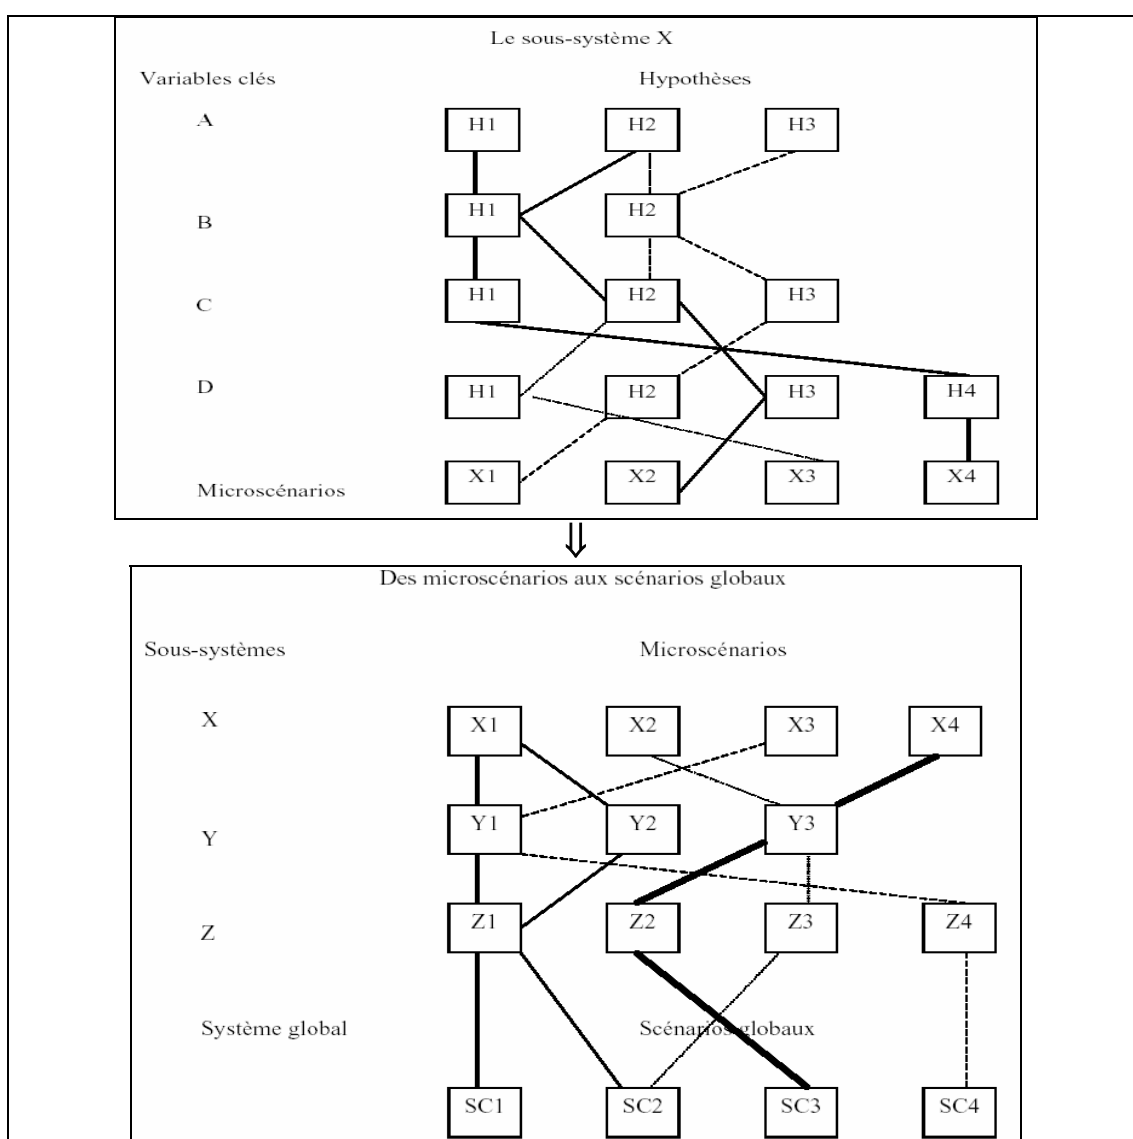 Le sous-système X
Variables clés Hypothèses
A H1 H2 H3
B H1 H2
C H1 H2 H3
D H1 H2 H3 H4
Microscénarios X1 X2 X3 X4
⇓
Des microscénarios aux scénarios globaux
Sous-systèmes Microscénarios
X X1 X2 X3 X4
Y Y1 Y2 Y3
Z Z1 Z2 Z3 Z4
Système global Scénarios globaux
SC1 SC2 SC3 SC4